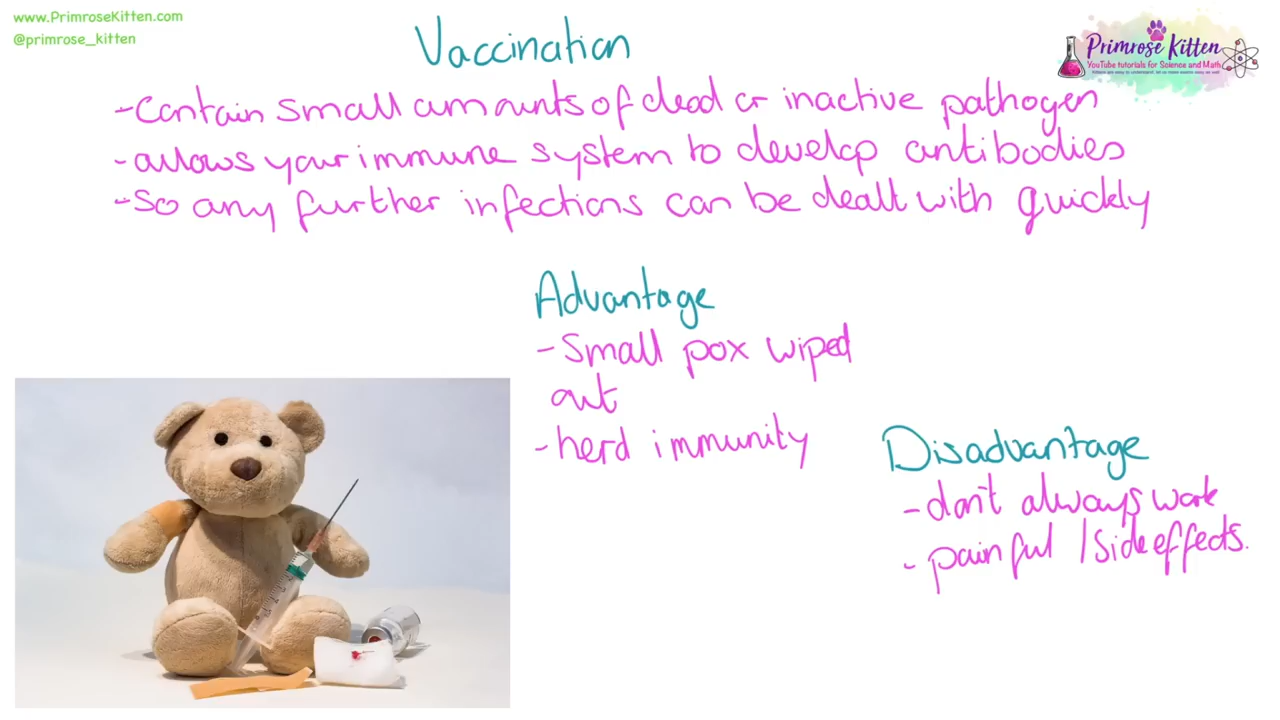 www.PrimroseKitten.com
@primrose_kitten
Vaccination
Primrose Kitten
YouTube tutorials for Science and Math
- Contain small amounts of dead or inactive pathogen
- allows your immune system to develop antibodies
- So any further infections can be dealt with quickly
Advantage
- Small pox wiped
out
- herd immunity
Disadvantage
- don't always work
- painful / Side effects.